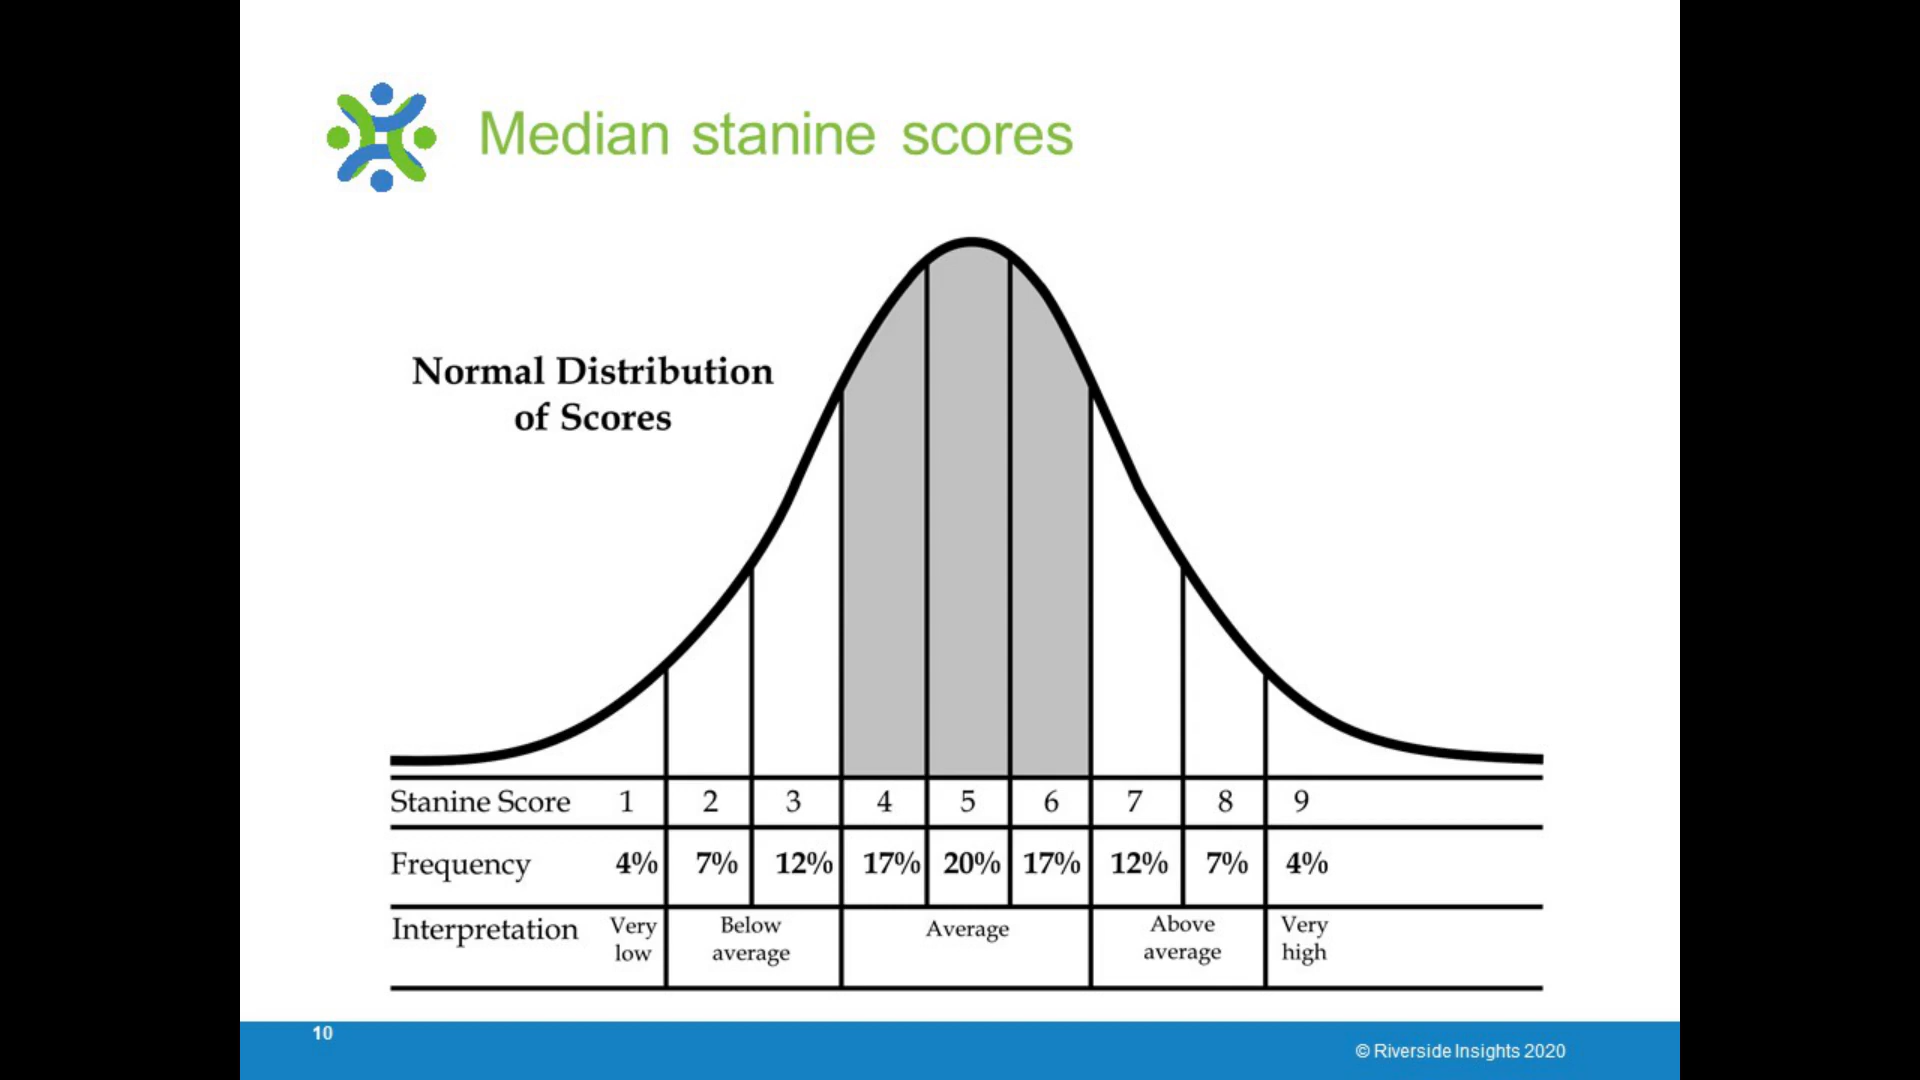 Median stanine scores
Normal Distribution
of Scores
Stanine Score 1 2 3 4 5 6 7 8 9
Frequency 4% 7% 12% 17% 20% 17% 12% 7% 4%
Interpretation Very low Below average Average Above average Very high
10
© Riverside Insights 2020